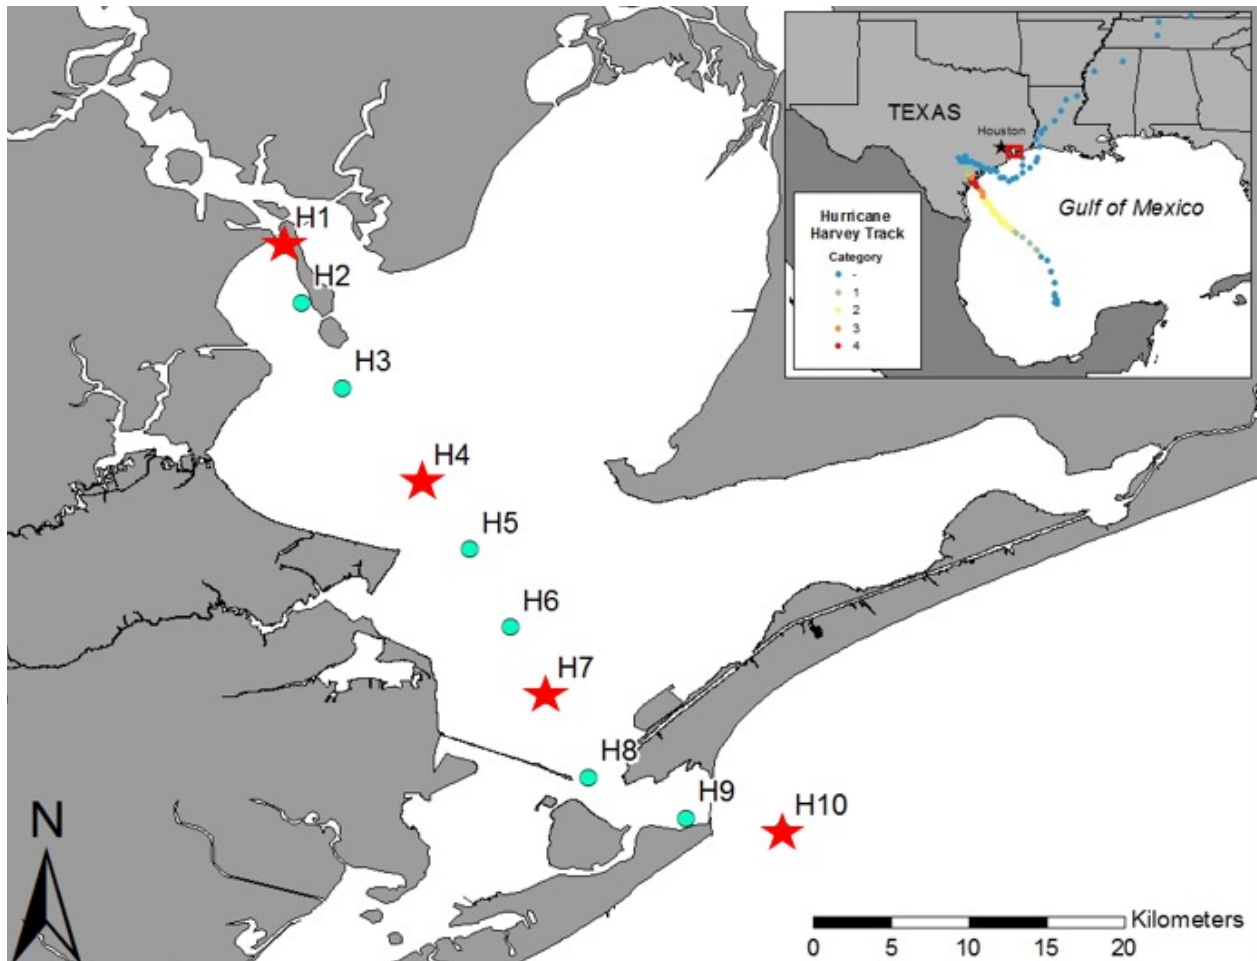 TEXAS
Houston
Gulf of Mexico
Hurricane
Harvey Track
Category
-
1
2
3
4
H1
H2
H3
H4
H5
H6
H7
H8
H9
H10
N
Kilometers
0 5 10 15 20